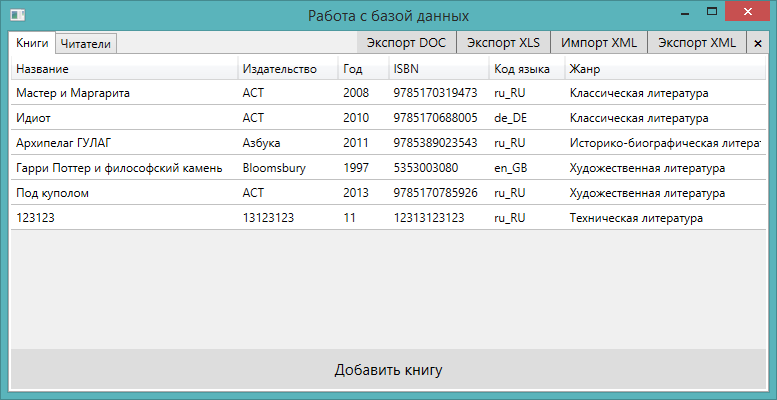 Работа с базой данных
Книги Читатели Экспорт DOC Экспорт XLS Импорт XML Экспорт XML ×
Название Издательство Год ISBN Код языка Жанр
Мастер и Маргарита АСТ 2008 9785170319473 ru_RU Классическая литература
Идиот АСТ 2010 9785170688005 de_DE Классическая литература
Архипелаг ГУЛАГ Азбука 2011 9785389023543 ru_RU Историко-биографическая литерат
Гарри Поттер и философский камень Bloomsbury 1997 5353003080 en_GB Художественная литература
Под куполом АСТ 2013 9785170785926 ru_RU Художественная литература
123123 13123123 11 12313123123 ru_RU Техническая литература
Добавить книгу